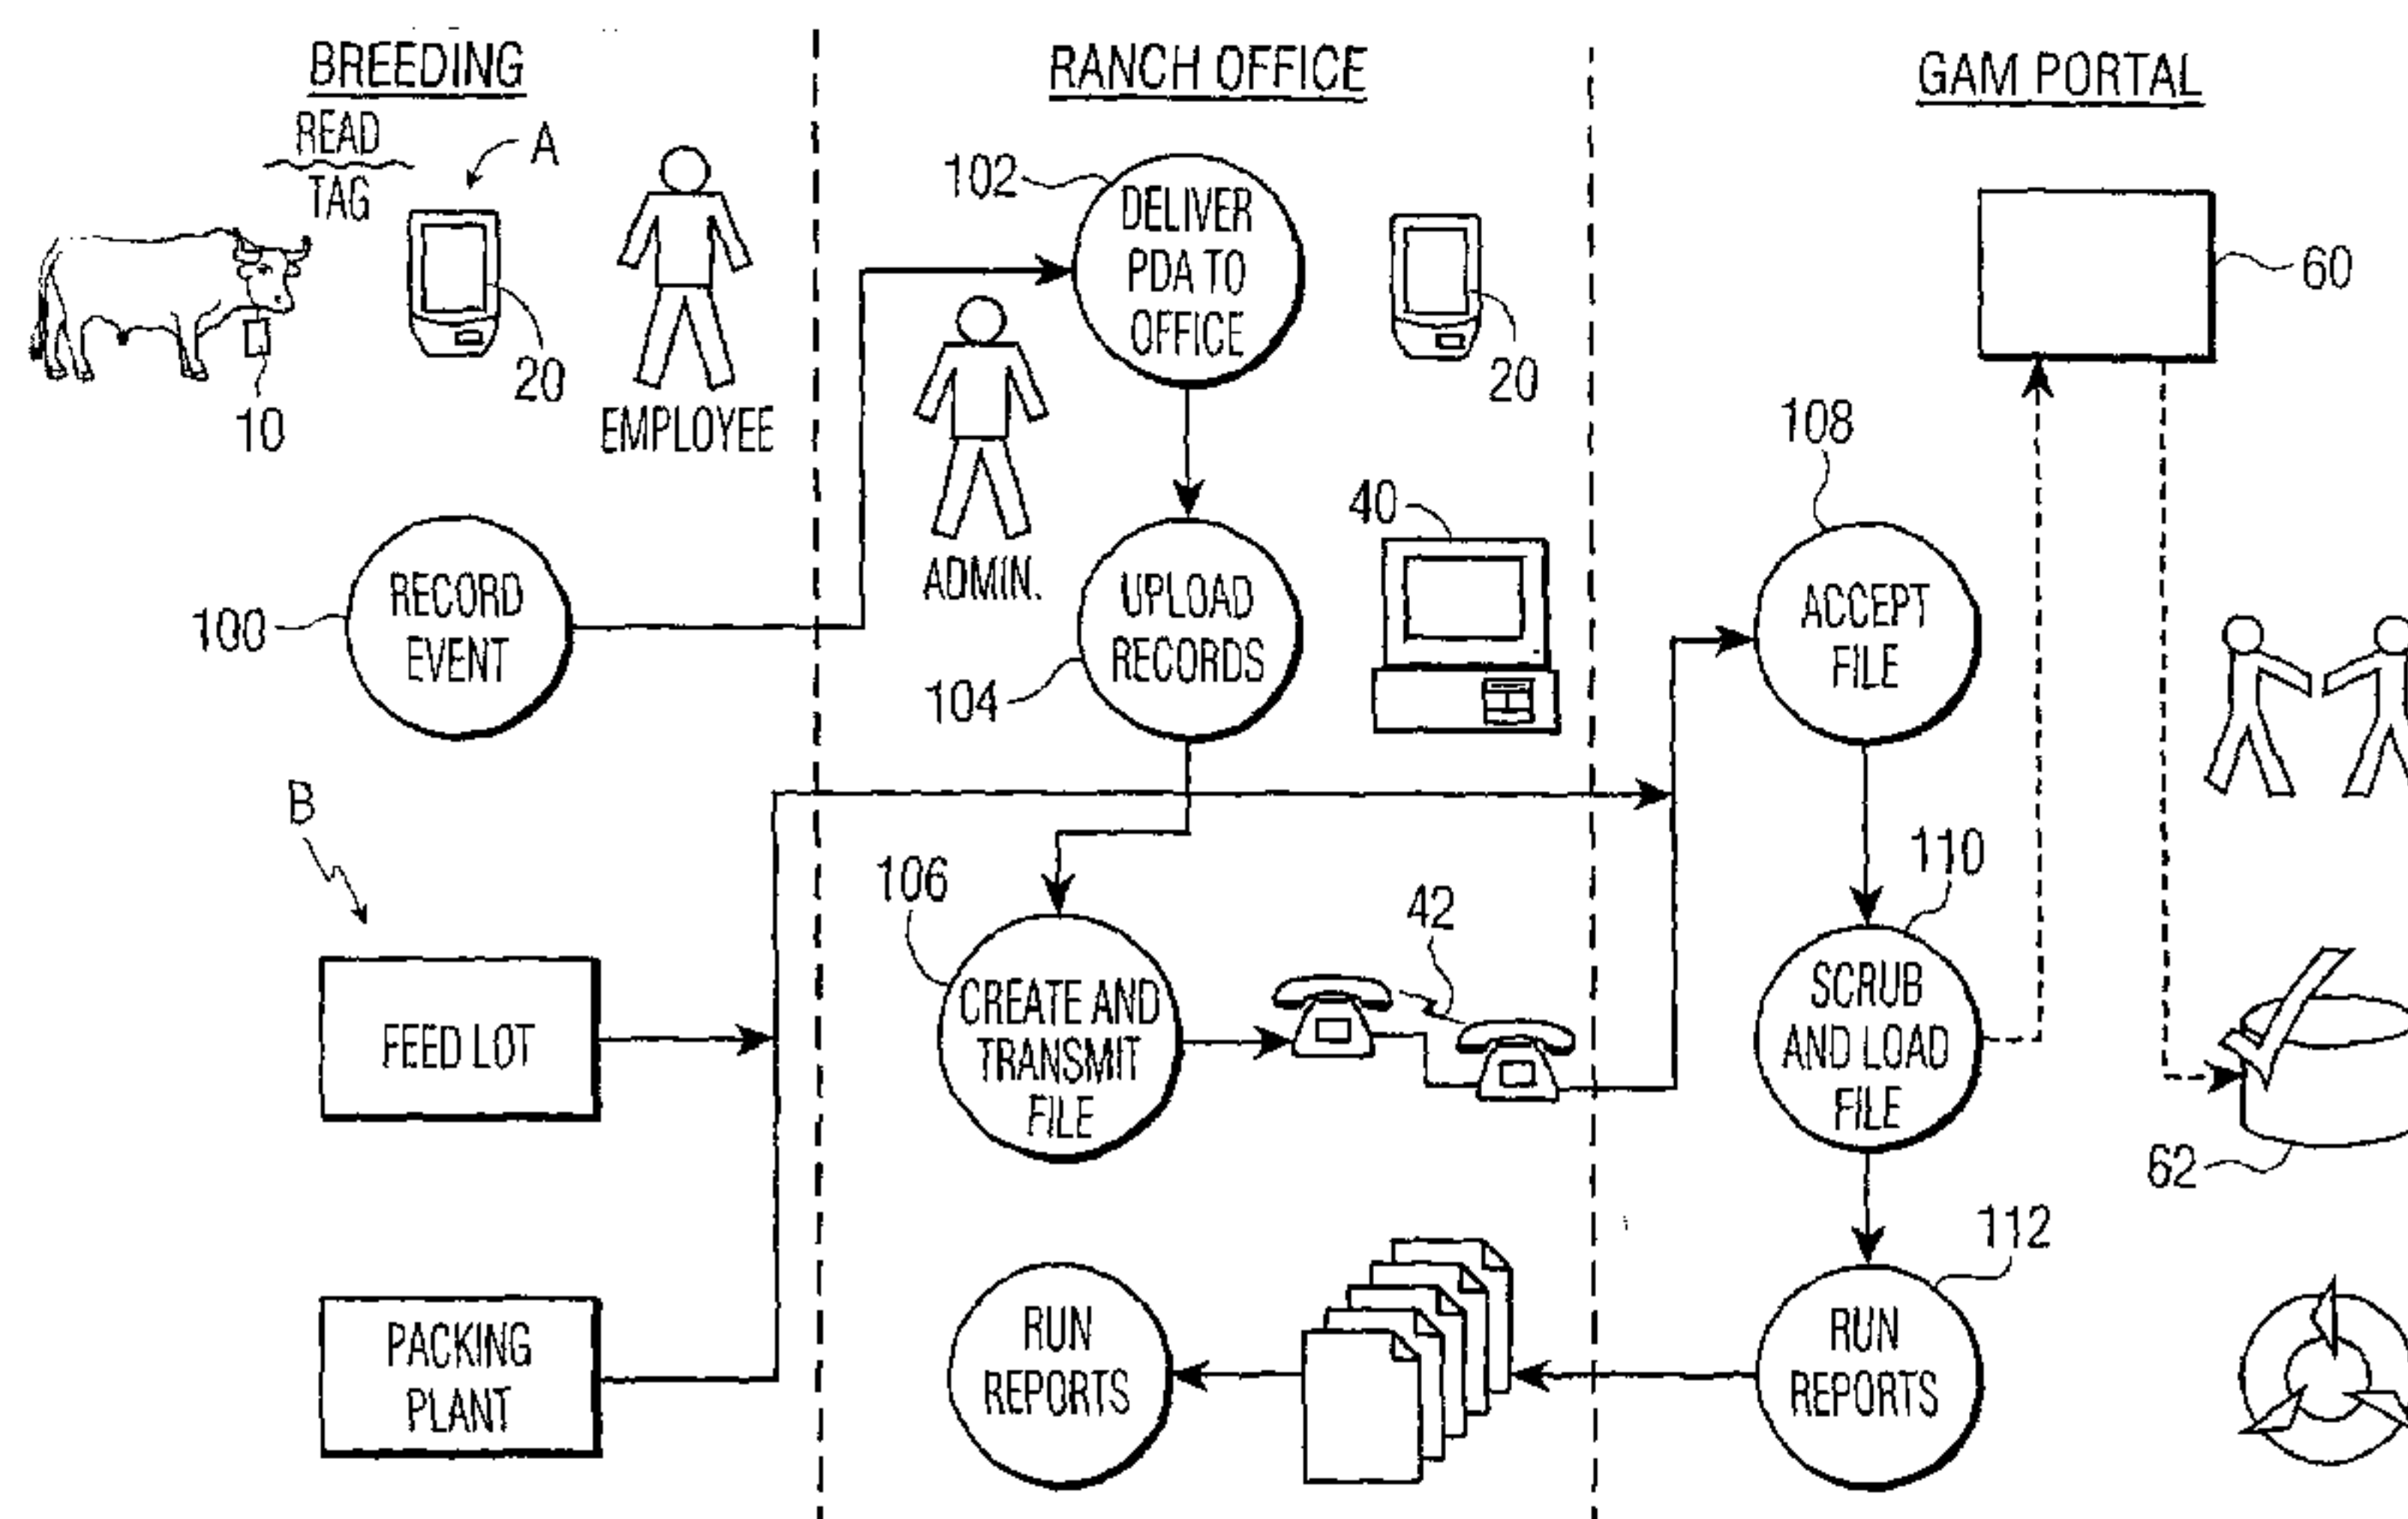 BREEDING
READ
TAG
A
20
10
EMPLOYEE
100
RECORD
EVENT
B
FEED LOT
PACKING
PLANT
RANCH OFFICE
102
DELIVER
PDA TO
OFFICE
20
ADMIN.
40
UPLOAD
RECORDS
104
106
CREATE AND
TRANSMIT
FILE
42
RUN
REPORTS
GAM PORTAL
60
108
ACCEPT
FILE
110
SCRUB
AND LOAD
FILE
62
112
RUN
REPORTS